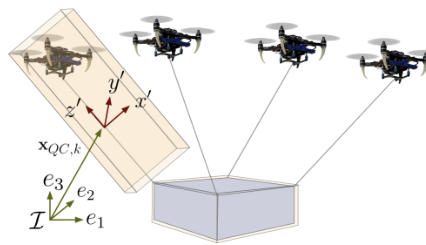 y'
z'
x'
x_{QC,k}
e_3
e_2
I
e_1